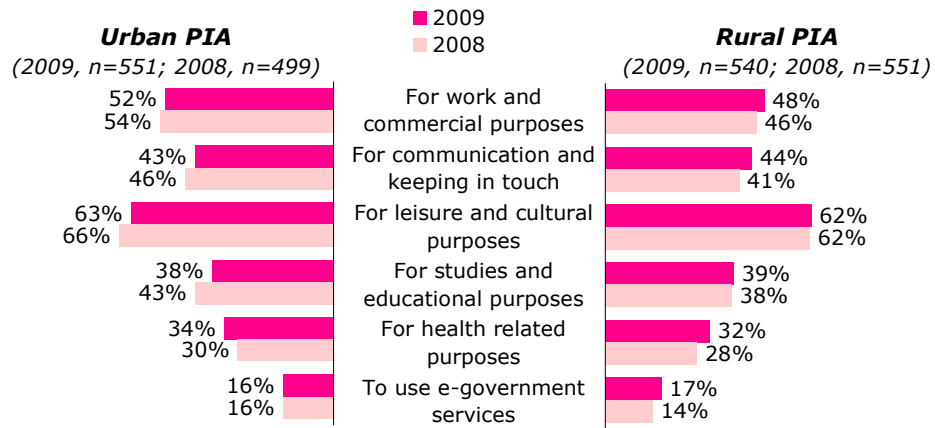 2009
2008
Urban PIA
(2009, n=551; 2008, n=499)
Rural PIA
(2009, n=540; 2008, n=551)
52%
54%
For work and
commercial purposes
48%
46%
43%
46%
For communication and
keeping in touch
44%
41%
63%
66%
For leisure and cultural
purposes
62%
62%
38%
43%
For studies and
educational purposes
39%
38%
34%
30%
For health related
purposes
32%
28%
16%
16%
To use e-government
services
17%
14%